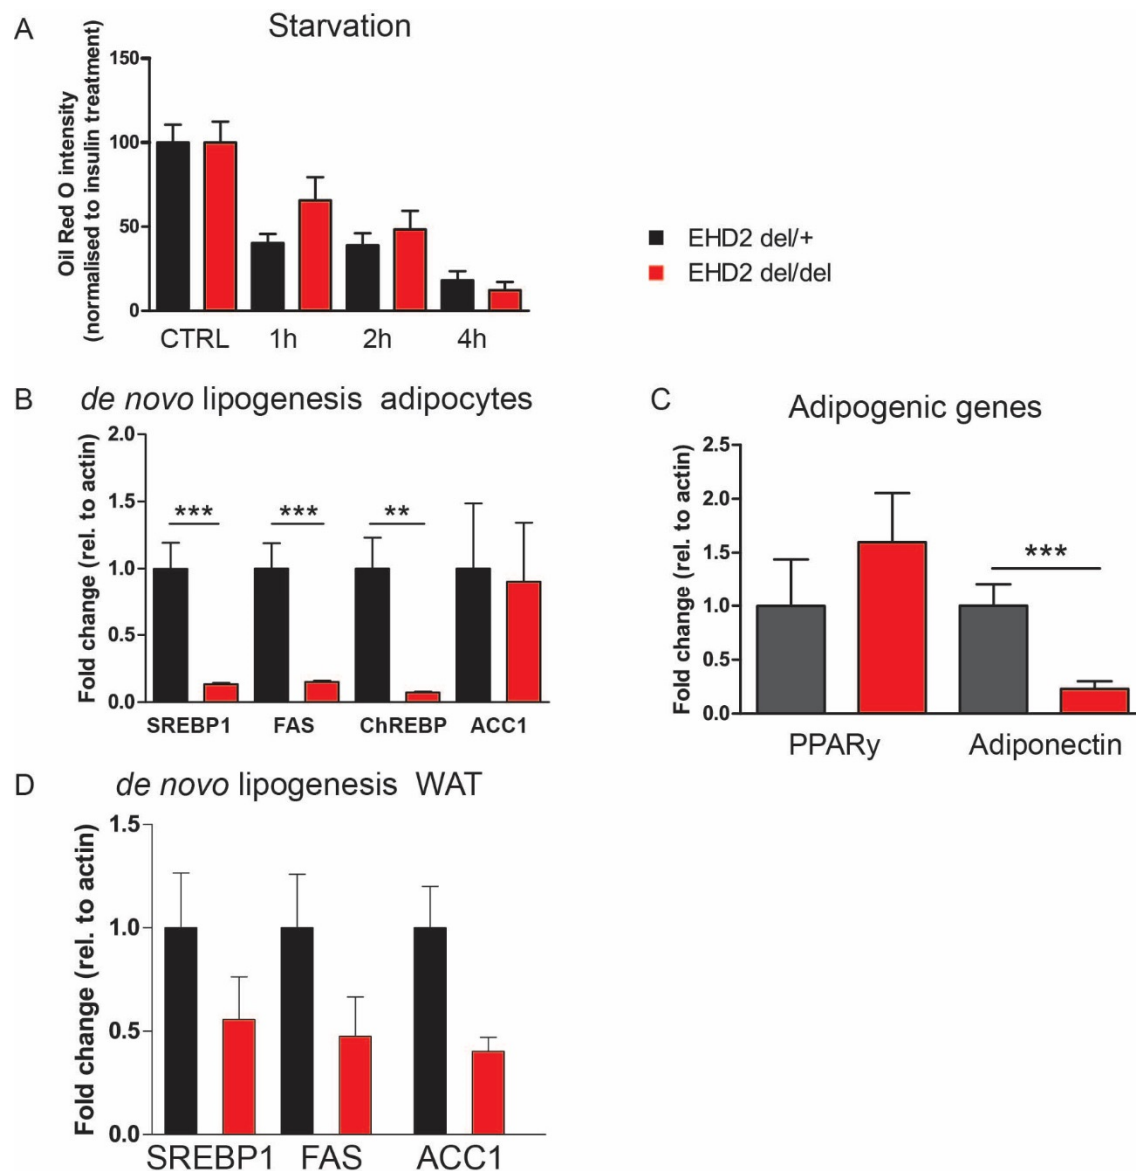 A
Starvation
Oil Red O intensity
(normalised to insulin treatment)
150
100
50
0
CTRL 1h 2h 4h
EHD2 del/+
EHD2 del/del
B
de novo lipogenesis adipocytes
Fold change (rel. to actin)
2.0
1.5
1.0
0.5
0.0
*** *** **
SREBP1 FAS ChREBP ACC1
C
Adipogenic genes
Fold change (rel. to actin)
2.5
2.0
1.5
1.0
0.5
0.0
***
PPARy Adiponectin
D
de novo lipogenesis WAT
Fold change (rel. to actin)
1.5
1.0
0.5
0.0
SREBP1 FAS ACC1